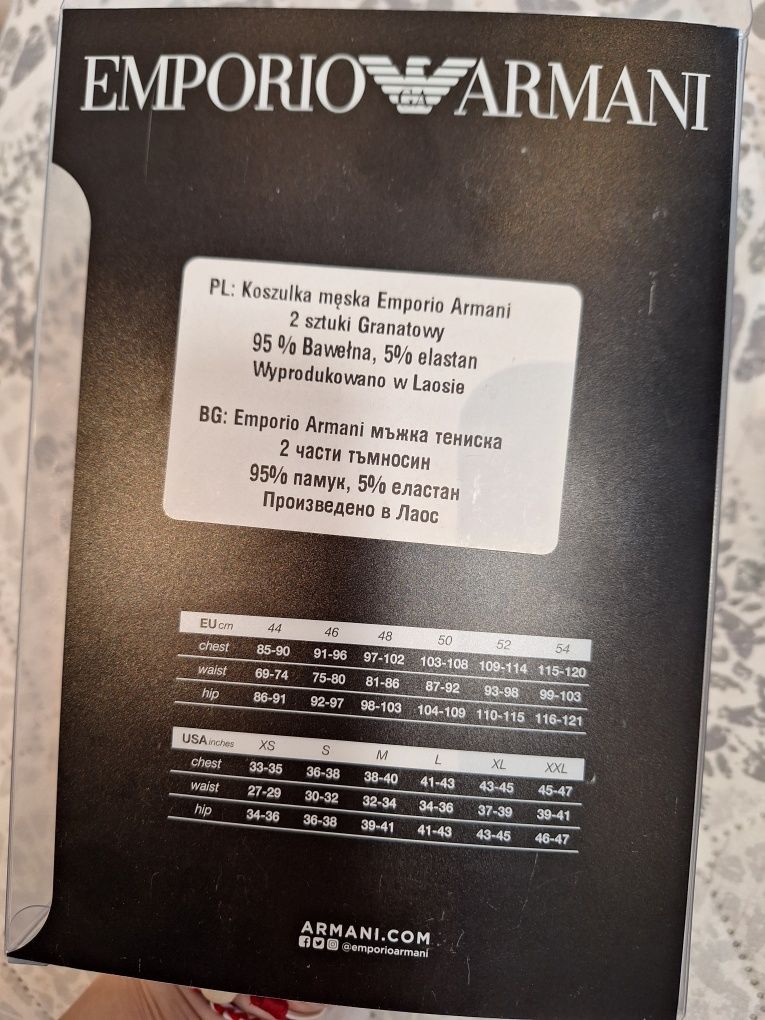 EMPORIO GA ARMANI
PL: Koszulka męska Emporio Armani
2 sztuki Granatowy
95 % Bawełna, 5% elastan
Wyprodukowano w Laosie
BG: Emporio Armani мъжка тениска
2 части тъмносин
95% памук, 5% еластан
Произведено в Лаос
EU cm 44 46 48 50 52 54
chest 85-90 91-96 97-102 103-108 109-114 115-120
waist 69-74 75-80 81-86 87-92 93-98 99-103
hip 86-91 92-97 98-103 104-109 110-115 116-121
USA inches XS S M L XL XXL
chest 33-35 36-38 38-40 41-43 43-45 45-47
waist 27-29 30-32 32-34 34-36 37-39 39-41
hip 34-36 36-38 39-41 41-43 43-45 46-47
ARMANI.COM
@emporioarmani